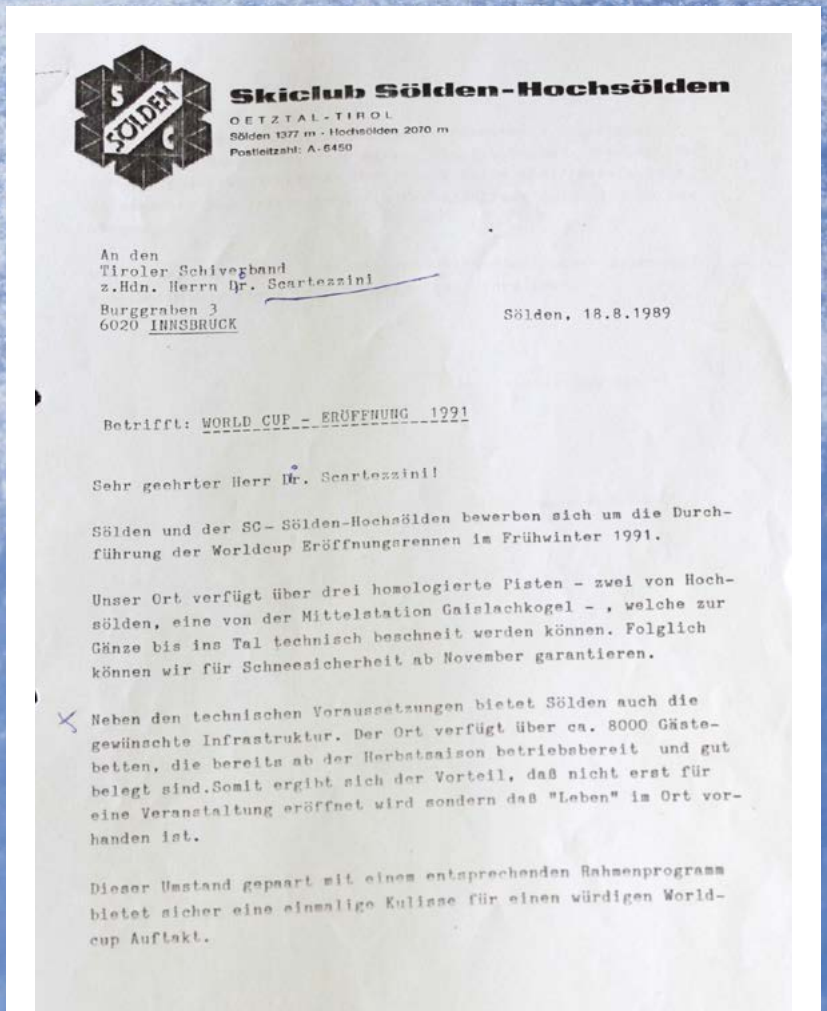 S
SÖLDEN
C
Skiclub Sölden-Hochsölden
OETZTAL-TIROL
Sölden 1377 m - Hochsölden 2070 m
Postleitzahl: A-6450
An den
Tiroler Schiverband
z.Hdn. Herrn Dr. Scartezzini
Burggraben 3
6020 INNSBRUCK
Sölden, 18.8.1989
Betrifft: WORLD CUP - ERÖFFNUNG 1991
Sehr geehrter Herr Dr. Scartezzini!
Sölden und der SC- Sölden-Hochsölden bewerben sich um die Durch-
führung der Worldcup Eröffnungsrennen im Frühwinter 1991.
Unser Ort verfügt über drei homologierte Pisten - zwei von Hoch-
sölden, eine von der Mittelstation Gaislachkogel - , welche zur
Gänze bis ins Tal technisch beschneit werden können. Folglich
können wir für Schneesicherheit ab November garantieren.
Neben den technischen Voraussetzungen bietet Sölden auch die
gewünschte Infrastruktur. Der Ort verfügt über ca. 8000 Gäste-
betten, die bereits ab der Herbstsaison betriebsbereit und gut
belegt sind.Somit ergibt sich der Vorteil, daß nicht erst für
eine Veranstaltung eröffnet wird sondern daß "Leben" im Ort vor-
handen ist.
Dieser Umstand gepaart mit einem entsprechenden Rahmenprogramm
bietet sicher eine einmalige Kulisse für einen würdigen World-
cup Auftakt.